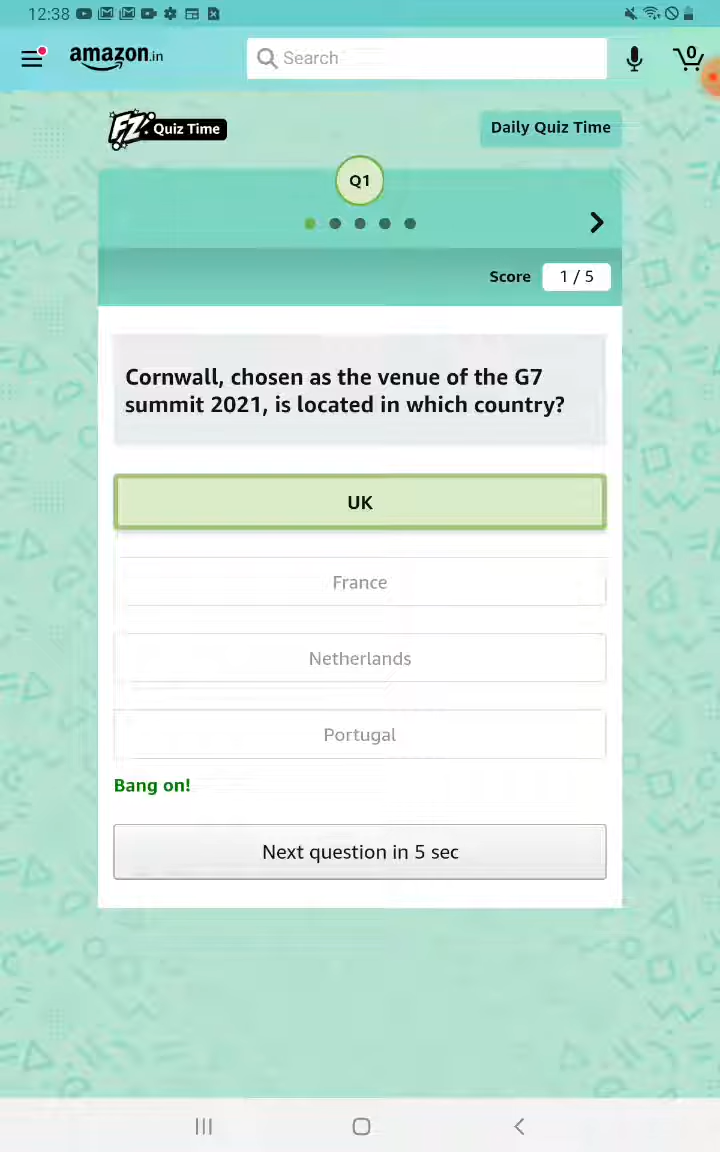 12:38
amazon.in
Search
0
FZ. Quiz Time
Daily Quiz Time
Q1
Score 1 / 5
Cornwall, chosen as the venue of the G7
summit 2021, is located in which country?
UK
France
Netherlands
Portugal
Bang on!
Next question in 5 sec